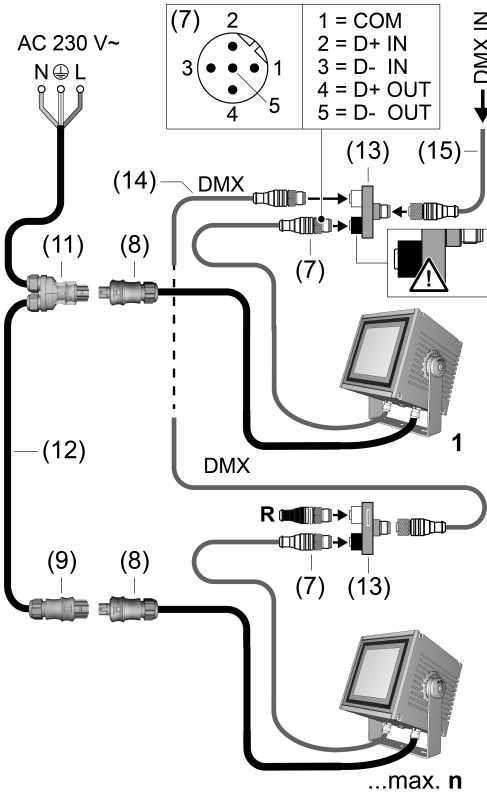 AC 230 V~
N L
(7)
2
3
1
4
5
1 = COM
2 = D+ IN
3 = D- IN
4 = D+ OUT
5 = D- OUT
DMX IN
(13)
(15)
(14)
DMX
(11)
(8)
(7)
!
1
(12)
DMX
R
(9)
(8)
(7)
(13)
...max. n